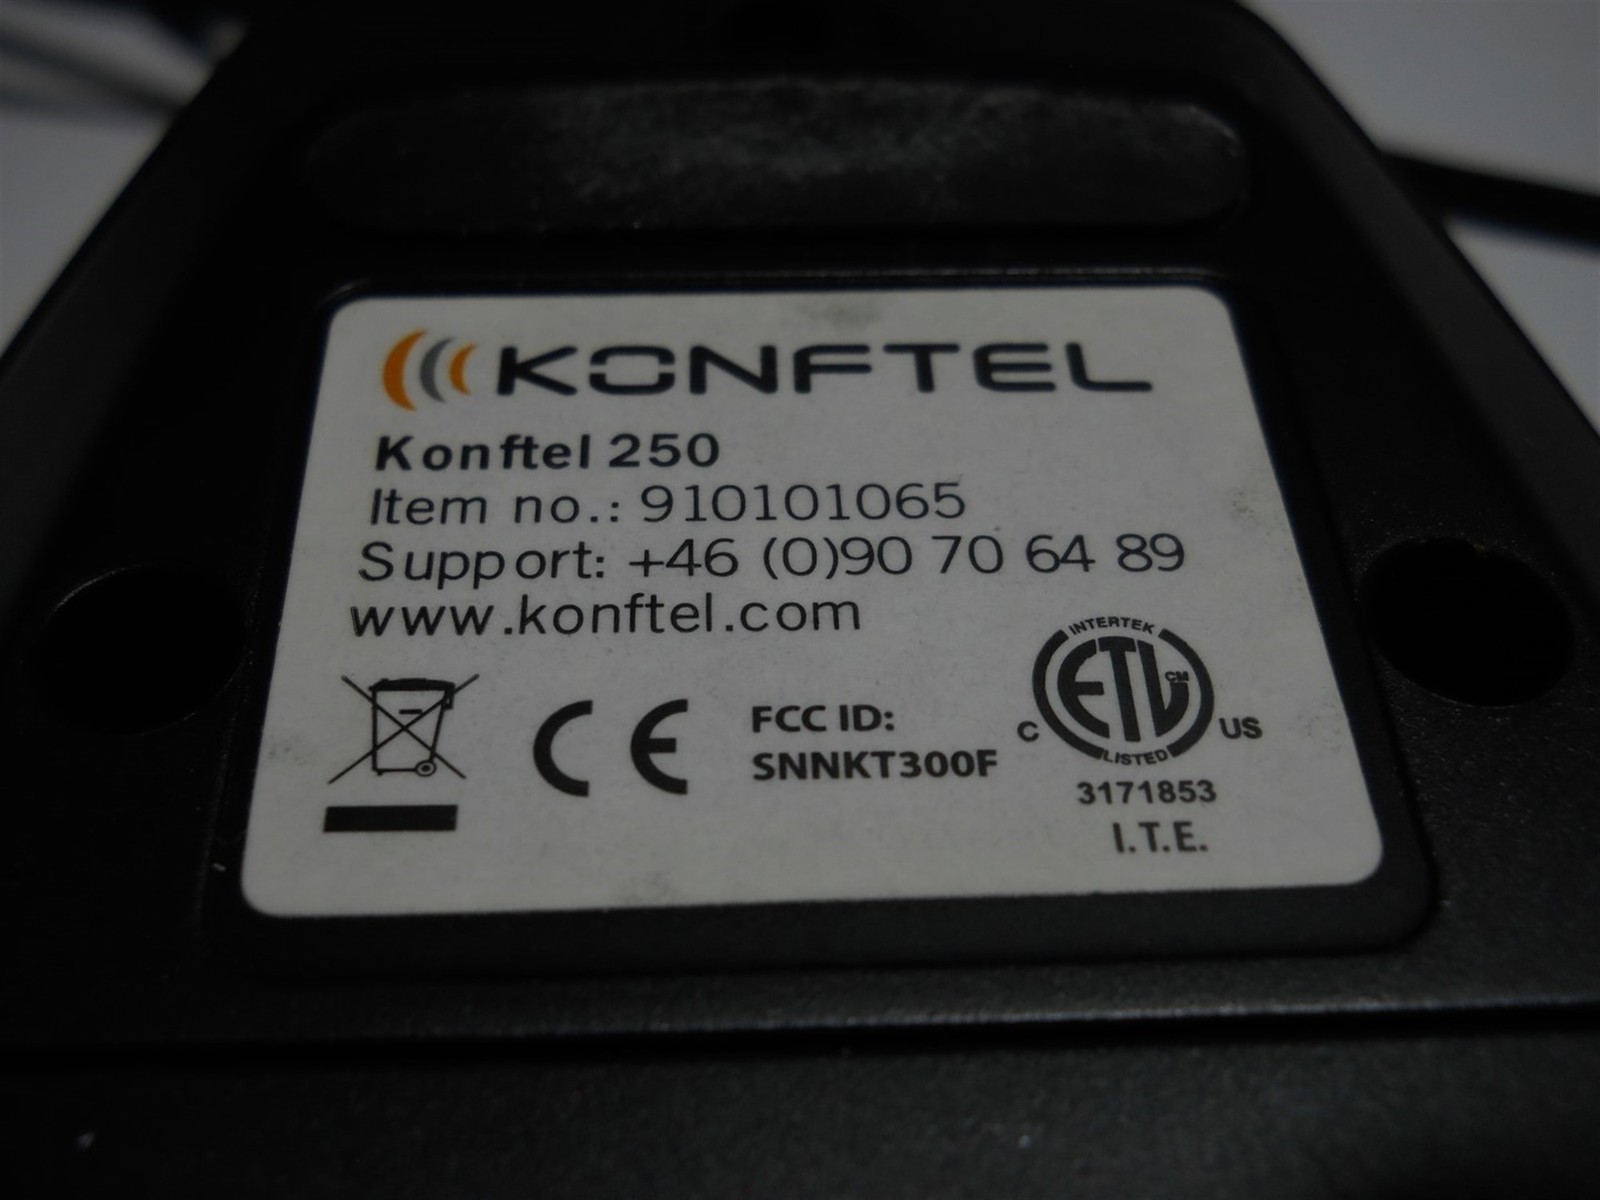 KONFTEL
Konftel 250
Item no.: 910101065
Support: +46 (0)90 70 64 89
www.konftel.com
CE
FCC ID:
SNNKT300F
INTERTEK
ETL CM
C US
LISTED
3171853
I.T.E.